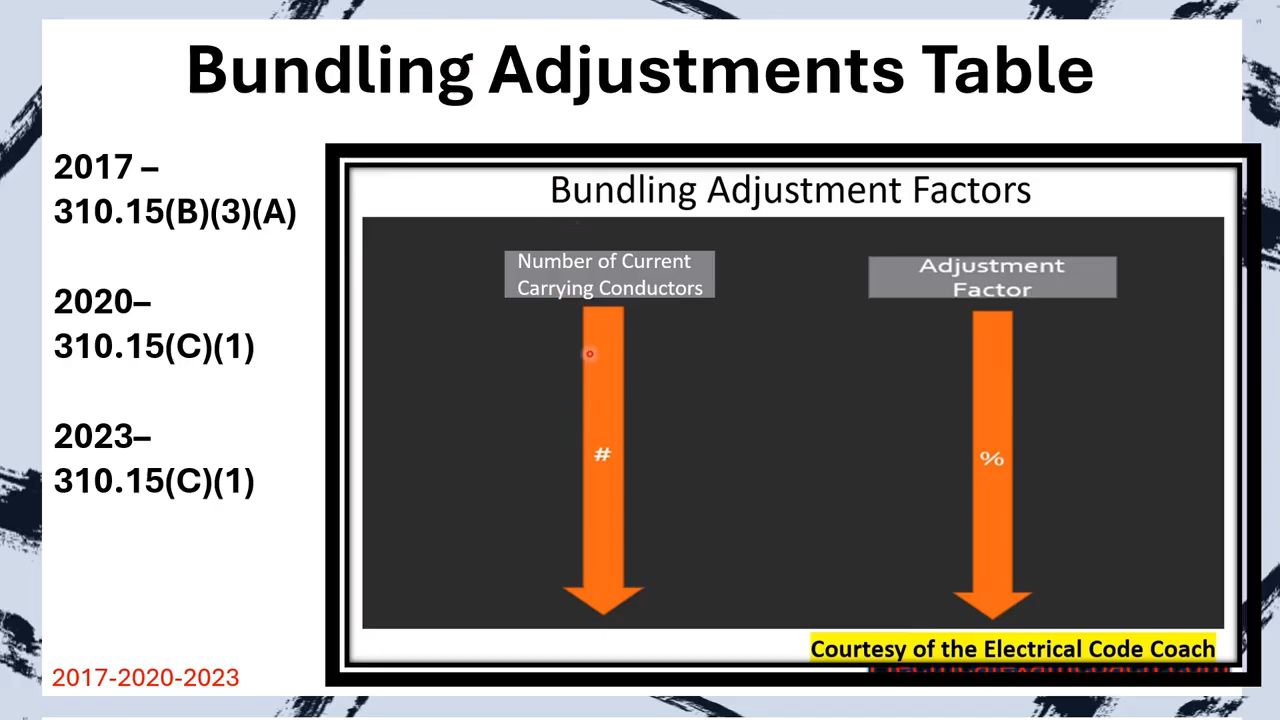 Bundling Adjustments Table
2017 –
310.15(B)(3)(A)
2020–
310.15(C)(1)
2023–
310.15(C)(1)
2017-2020-2023
Bundling Adjustment Factors
Number of Current
Carrying Conductors
#
Adjustment
Factor
%
Courtesy of the Electrical Code Coach